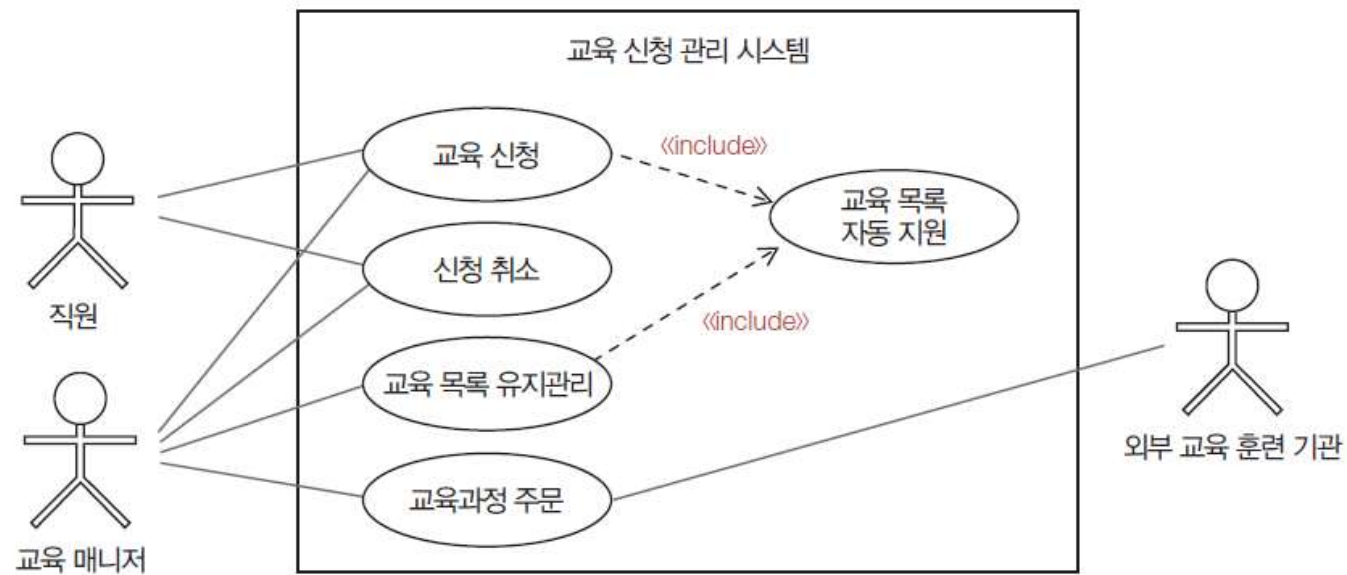 교육 신청 관리 시스템
교육 신청
《include》
교육 목록
자동 지원
신청 취소
직원
《include》
교육 목록 유지관리
외부 교육 훈련 기관
교육과정 주문
교육 매니저